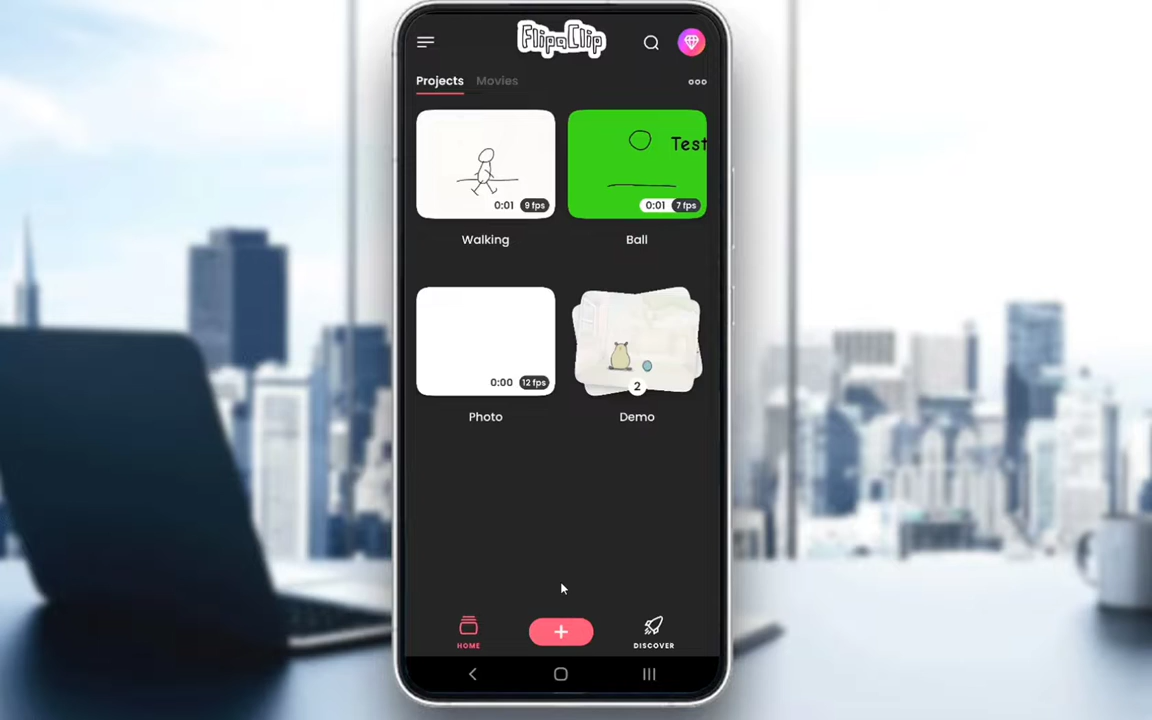 FlipaClip
Projects Movies
Test
0:01 9 fps
0:01 7 fps
Walking
Ball
0:00 12 fps
2
Photo
Demo
HOME
DISCOVER